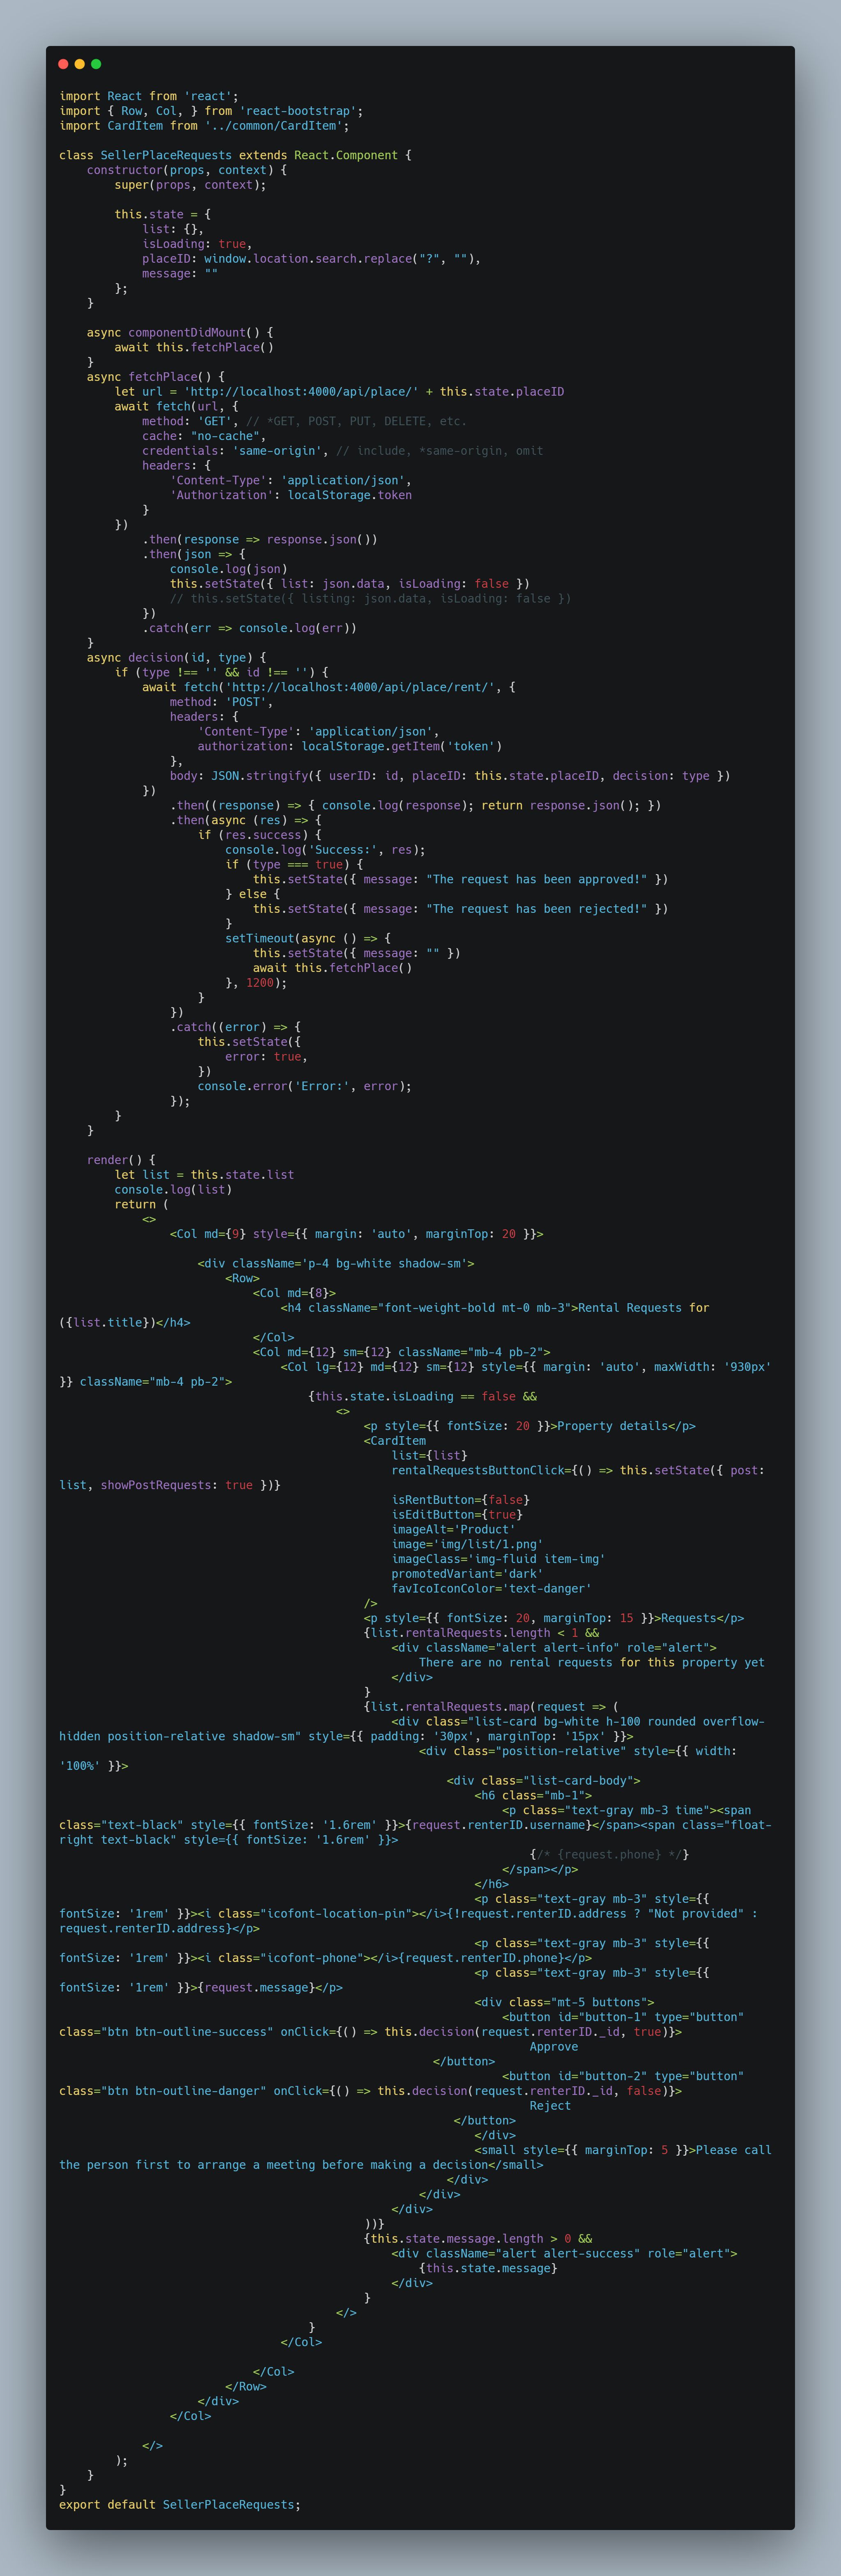 import React from 'react';
import { Row, Col, } from 'react-bootstrap';
import CardItem from '../common/CardItem';

class SellerPlaceRequests extends React.Component {
    constructor(props, context) {
        super(props, context);

        this.state = {
            list: {},
            isLoading: true,
            placeID: window.location.search.replace("?", ""),
            message: ""
        };
    }

    async componentDidMount() {
        await this.fetchPlace()
    }
    async fetchPlace() {
        let url = 'http://localhost:4000/api/place/' + this.state.placeID
        await fetch(url, {
            method: 'GET', // *GET, POST, PUT, DELETE, etc.
            cache: "no-cache",
            credentials: 'same-origin', // include, *same-origin, omit
            headers: {
                'Content-Type': 'application/json',
                'Authorization': localStorage.token
            }
        })
            .then(response => response.json())
            .then(json => {
                console.log(json)
                this.setState({ list: json.data, isLoading: false })
                // this.setState({ listing: json.data, isLoading: false })
            })
            .catch(err => console.log(err))
    }
    async decision(id, type) {
        if (type !== '' && id !== '') {
            await fetch('http://localhost:4000/api/place/rent/', {
                method: 'POST',
                headers: {
                    'Content-Type': 'application/json',
                    authorization: localStorage.getItem('token')
                },
                body: JSON.stringify({ userID: id, placeID: this.state.placeID, decision: type })
            })
                .then((response) => { console.log(response); return response.json(); })
                .then(async (res) => {
                    if (res.success) {
                        console.log('Success:', res);
                        if (type === true) {
                            this.setState({ message: "The request has been approved!" })
                        } else {
                            this.setState({ message: "The request has been rejected!" })
                        }
                        setTimeout(async () => {
                            this.setState({ message: "" })
                            await this.fetchPlace()
                        }, 1200);
                    }
                })
                .catch((error) => {
                    this.setState({
                        error: true,
                    })
                    console.error('Error:', error);
                });
        }
    }

    render() {
        let list = this.state.list
        console.log(list)
        return (
            <>
                <Col md={9} style={{ margin: 'auto', marginTop: 20 }}>

                    <div className='p-4 bg-white shadow-sm'>
                        <Row>
                            <Col md={8}>
                                <h4 className="font-weight-bold mt-0 mb-3">Rental Requests for
({list.title})</h4>
                            </Col>
                            <Col md={12} sm={12} className="mb-4 pb-2">
                                <Col lg={12} md={12} sm={12} style={{ margin: 'auto', maxWidth: '930px'
}} className="mb-4 pb-2">
                                    {this.state.isLoading == false &&
                                        <>
                                            <p style={{ fontSize: 20 }}>Property details</p>
                                            <CardItem
                                                list={list}
                                                rentalRequestsButtonClick={() => this.setState({ post:
list, showPostRequests: true })}
                                                isRentButton={false}
                                                isEditButton={true}
                                                imageAlt='Product'
                                                image='img/list/1.png'
                                                imageClass='img-fluid item-img'
                                                promotedVariant='dark'
                                                favIcoIconColor='text-danger'
                                            />
                                            <p style={{ fontSize: 20, marginTop: 15 }}>Requests</p>
                                            {list.rentalRequests.length < 1 &&
                                                <div className="alert alert-info" role="alert">
                                                    There are no rental requests for this property yet
                                                </div>
                                            }
                                            {list.rentalRequests.map(request => (
                                                <div class="list-card bg-white h-100 rounded overflow-
hidden position-relative shadow-sm" style={{ padding: '30px', marginTop: '15px' }}>
                                                    <div class="position-relative" style={{ width:
'100%' }}>
                                                        <div class="list-card-body">
                                                            <h6 class="mb-1">
                                                                <p class="text-gray mb-3 time"><span
class="text-black" style={{ fontSize: '1.6rem' }}>{request.renterID.username}</span><span class="float-
right text-black" style={{ fontSize: '1.6rem' }}>
                                                                    {/* {request.phone} */}
                                                                </span></p>
                                                            </h6>
                                                            <p class="text-gray mb-3" style={{
fontSize: '1rem' }}><i class="icofont-location-pin"></i>{!request.renterID.address ? "Not provided" :
request.renterID.address}</p>
                                                            <p class="text-gray mb-3" style={{
fontSize: '1rem' }}><i class="icofont-phone"></i>{request.renterID.phone}</p>
                                                            <p class="text-gray mb-3" style={{
fontSize: '1rem' }}>{request.message}</p>
                                                            <div class="mt-5 buttons">
                                                                <button id="button-1" type="button"
class="btn btn-outline-success" onClick={() => this.decision(request.renterID._id, true)}>
                                                                    Approve
                                                      </button>
                                                                <button id="button-2" type="button"
class="btn btn-outline-danger" onClick={() => this.decision(request.renterID._id, false)}>
                                                                    Reject
                                                         </button>
                                                            </div>
                                                            <small style={{ marginTop: 5 }}>Please call
the person first to arrange a meeting before making a decision</small>
                                                        </div>
                                                    </div>
                                                </div>
                                            ))}
                                            {this.state.message.length > 0 &&
                                                <div className="alert alert-success" role="alert">
                                                    {this.state.message}
                                                </div>
                                            }
                                        </>
                                    }
                                </Col>

                            </Col>
                        </Row>
                    </div>
                </Col>

            </>
        );
    }
}
export default SellerPlaceRequests;